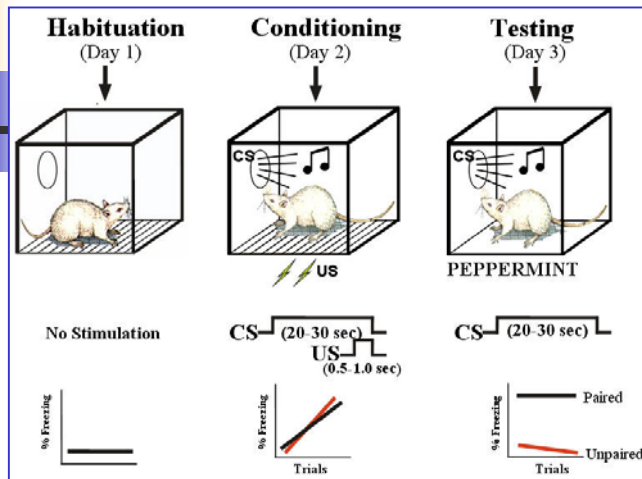 Habituation
(Day 1)
Conditioning
(Day 2)
Testing
(Day 3)
CS
US
CS
PEPPERMINT
No Stimulation
CS
(20-30 sec)
US
(0.5-1.0 sec)
CS
(20-30 sec)
% Freezing
% Freezing
Trials
% Freezing
Trials
Paired
Unpaired